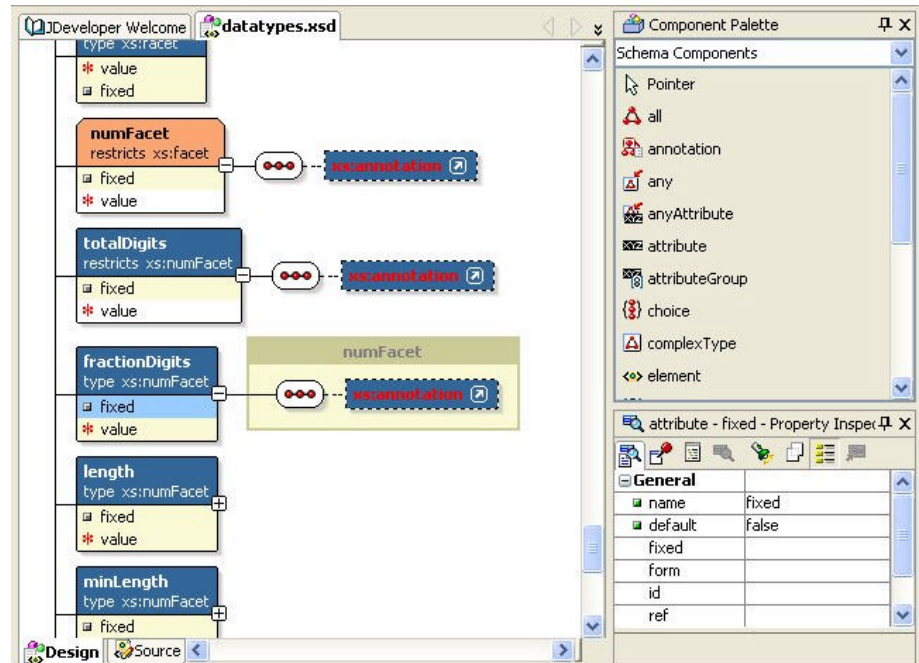 JDeveloper Welcome
datatypes.xsd
type xs:facet
value
fixed
numFacet
restricts xs:facet
fixed
value
xs:annotation
totalDigits
restricts xs:numFacet
fixed
value
xs:annotation
numFacet
fractionDigits
type xs:numFacet
fixed
value
xs:annotation
length
type xs:numFacet
fixed
value
minLength
type xs:numFacet
fixed
Design
Source
Component Palette
Schema Components
Pointer
all
annotation
any
anyAttribute
attribute
attributeGroup
choice
complexType
element
attribute - fixed - Property Inspec
General
name fixed
default false
fixed
form
id
ref